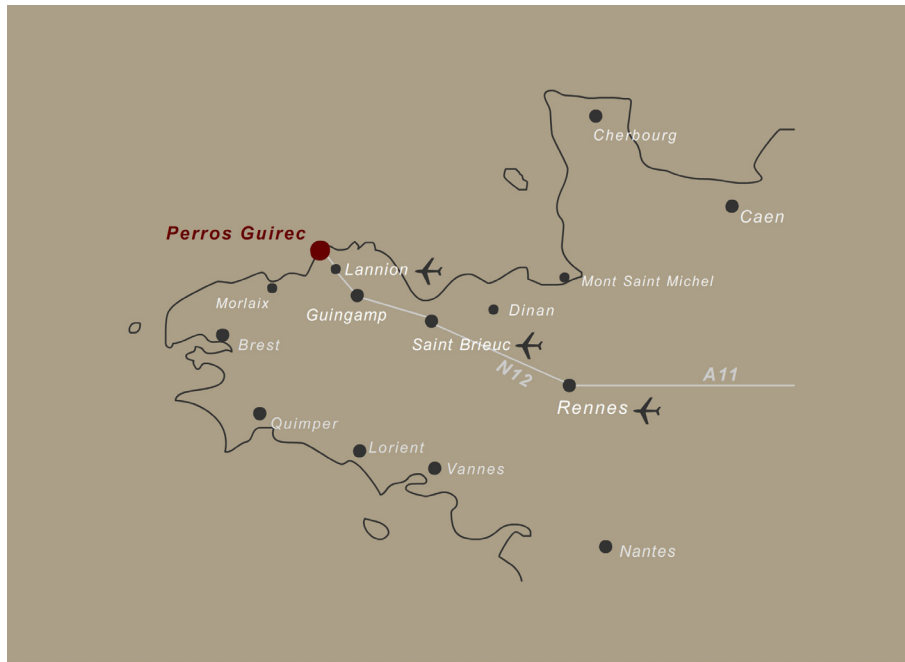 Cherbourg
Caen
Perros Guirec
Lannion
Mont Saint Michel
Morlaix
Guingamp
Dinan
Brest
Saint Brieuc
N12
A11
Rennes
Quimper
Lorient
Vannes
Nantes